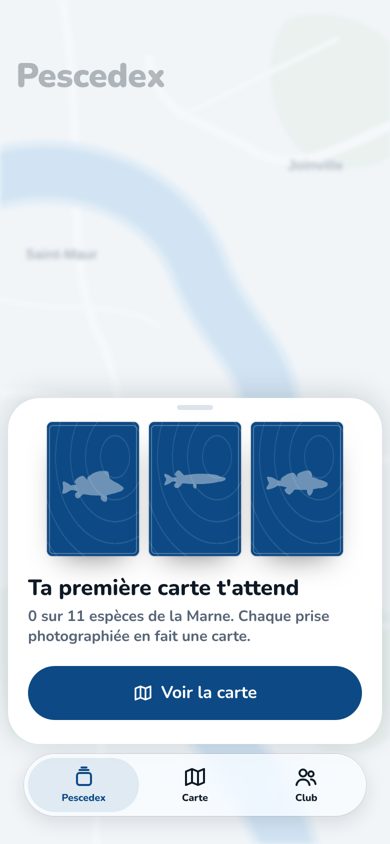 Pescedex
Joinville
Saint-Maur
Ta première carte t'attend
0 sur 11 espèces de la Marne. Chaque prise
photographiée en fait une carte.
Voir la carte
Pescedex
Carte
Club